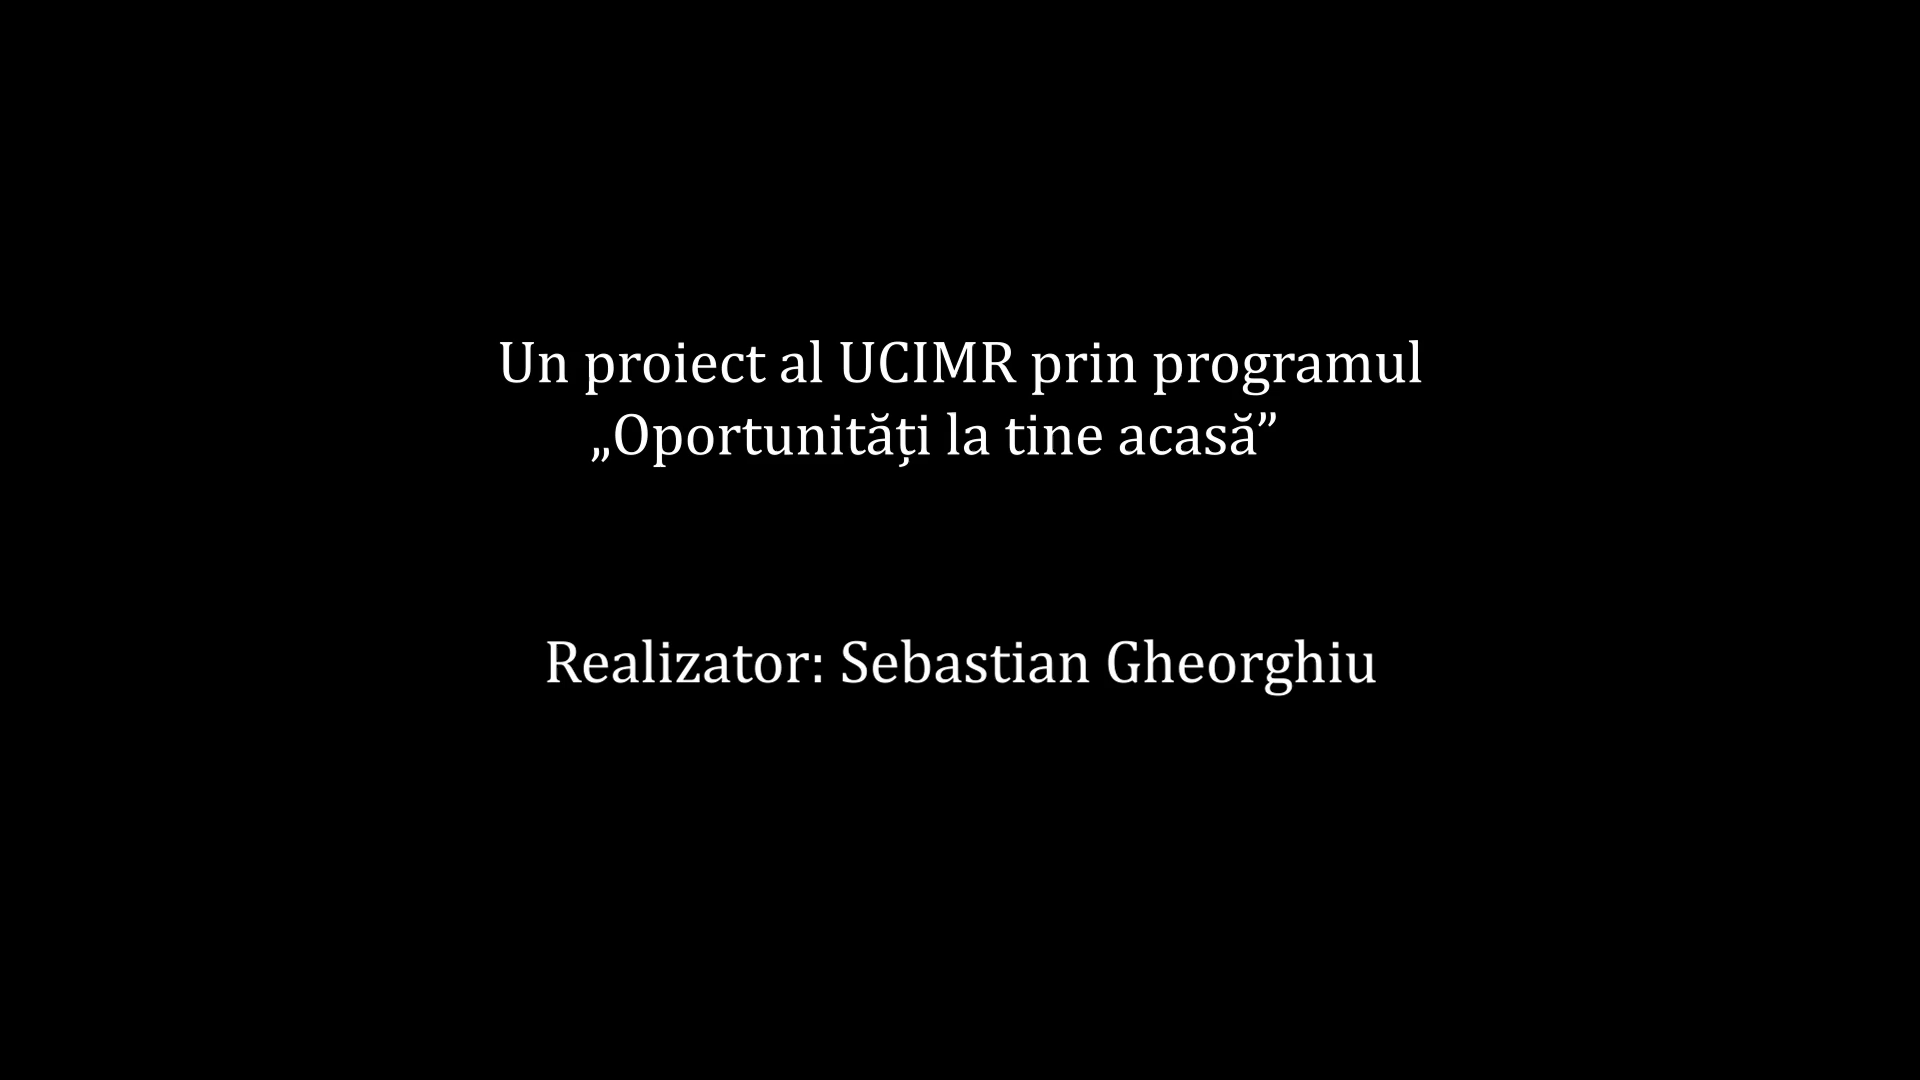 Un proiect al UCIMR prin programul
„Oportunități la tine acasă”
Realizator: Sebastian Gheorghiu